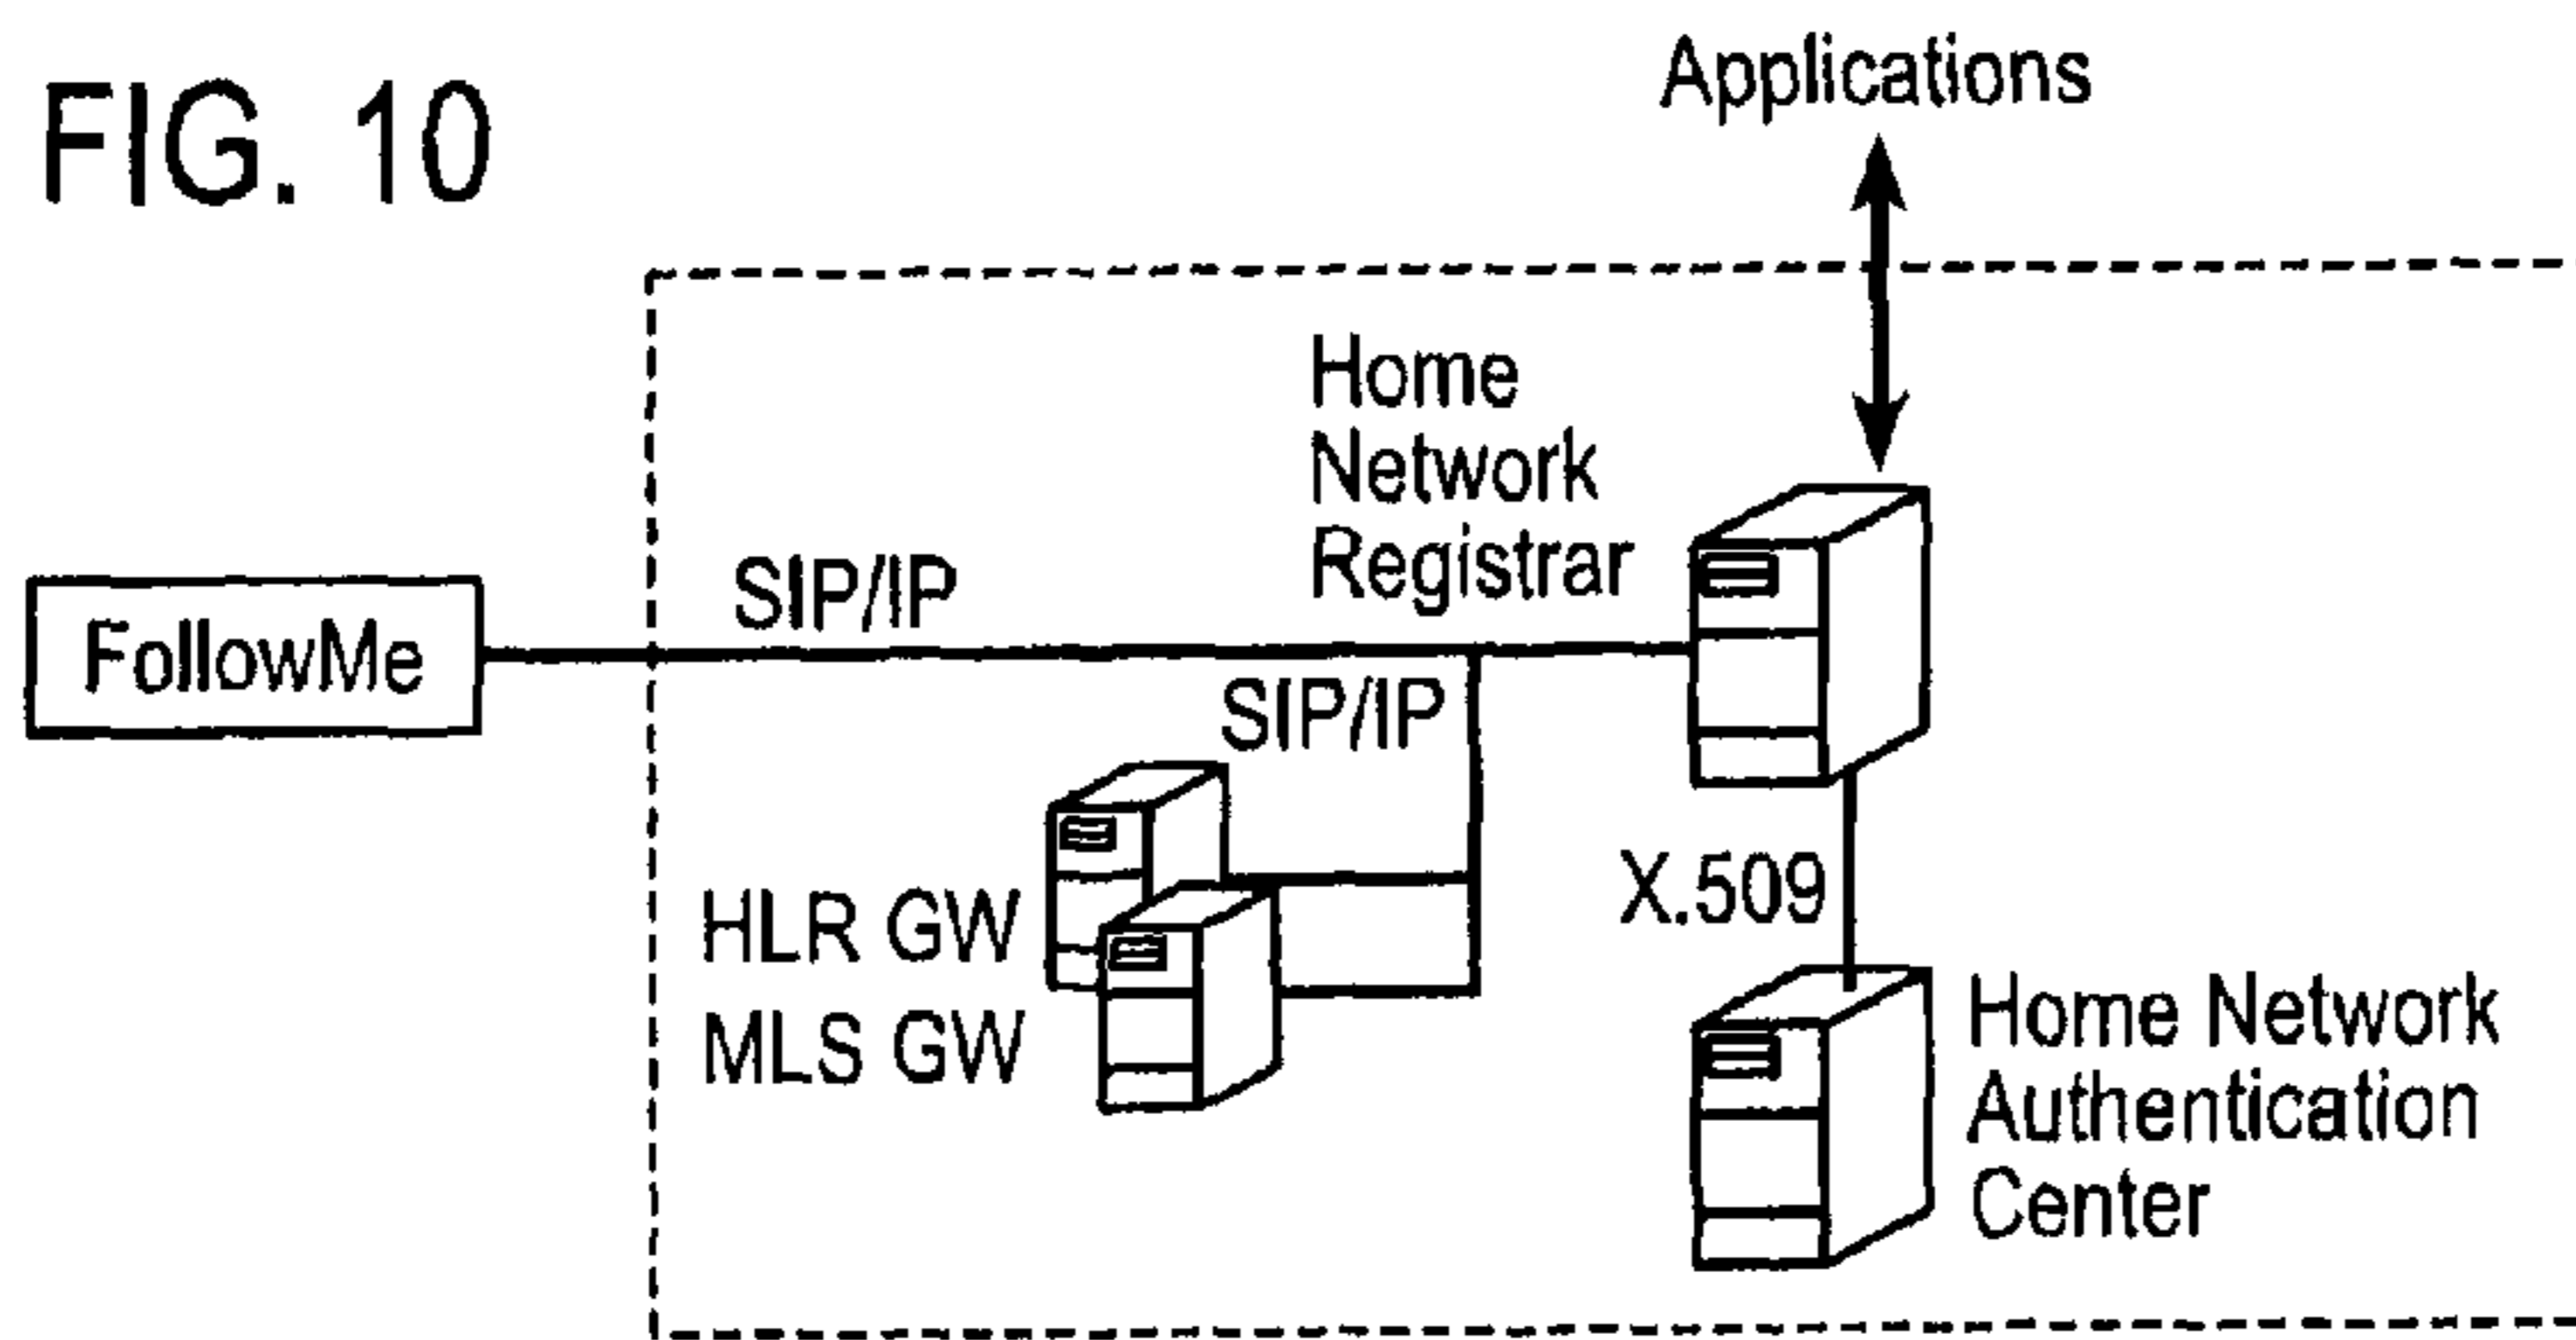 FIG. 10
Applications
Home
Network
Registrar
SIP/IP
FollowMe
SIP/IP
HLR GW
MLS GW
X.509
Home Network
Authentication
Center